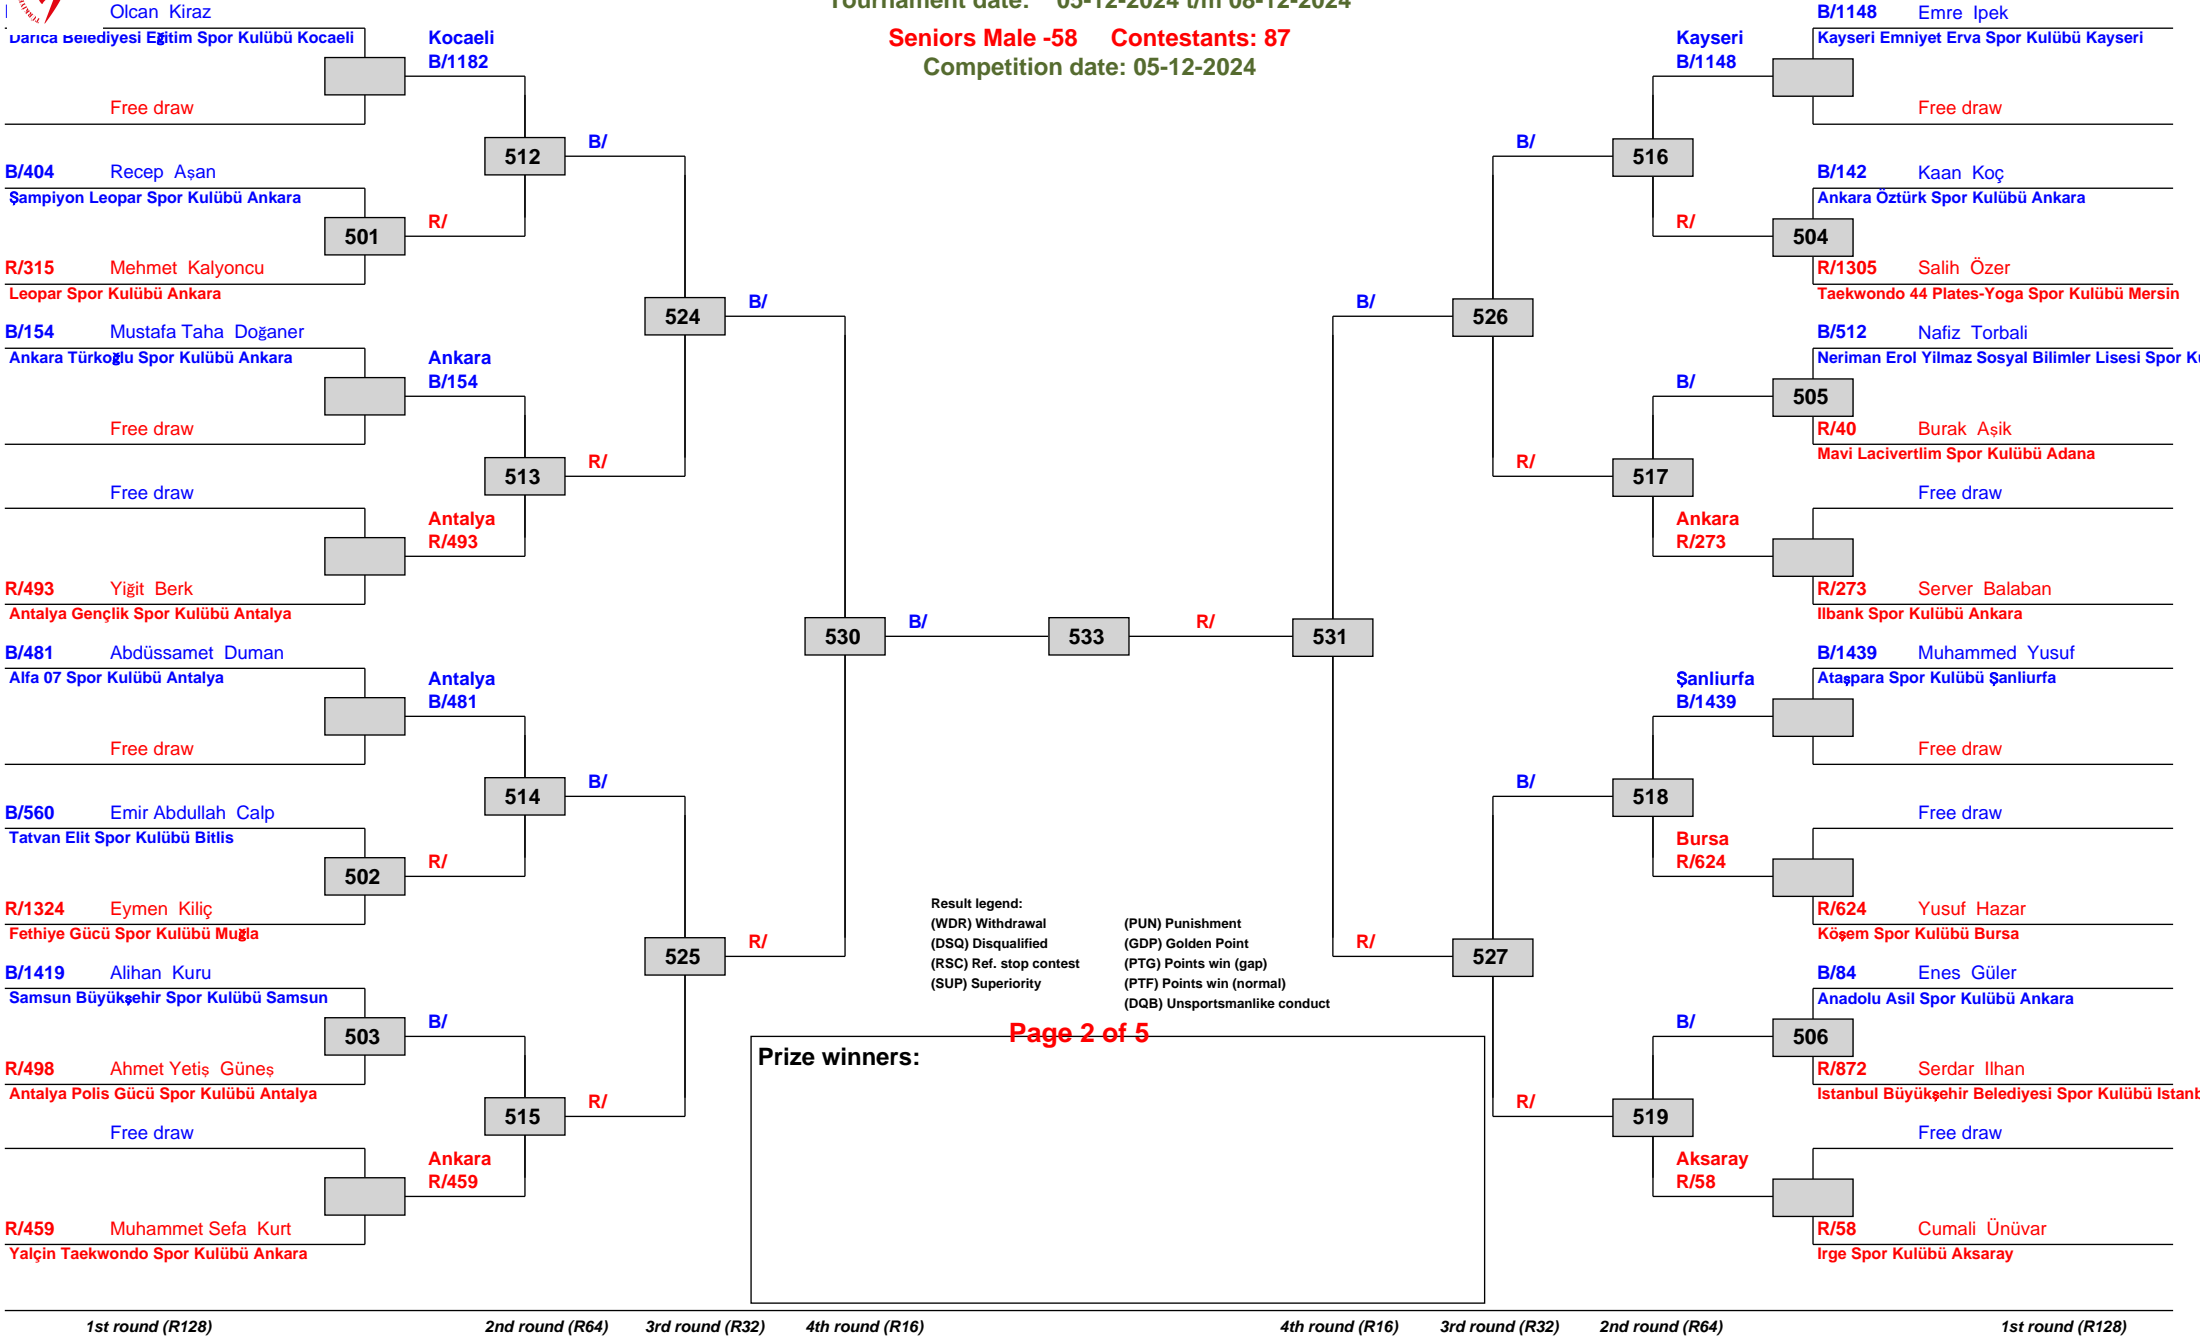 Tournament date: 05-12-2024 t/m 08-12-2024
Seniors Male -58 Contestants: 87
Competition date: 05-12-2024
Olcan Kiraz
Darica Belediyesi Eğitim Spor Kulübü Kocaeli
Free draw
Kocaeli
B/1182
B/404 Recep Aşan
Şampiyon Leopar Spor Kulübü Ankara
501
R/315 Mehmet Kalyoncu
Leopar Spor Kulübü Ankara
R/
512
B/
B/154 Mustafa Taha Doğaner
Ankara Türkoğlu Spor Kulübü Ankara
Free draw
Ankara
B/154
Free draw
R/493 Yiğit Berk
Antalya Gençlik Spor Kulübü Antalya
Antalya
R/493
513
R/
524
B/
B/481 Abdüssamet Duman
Alfa 07 Spor Kulübü Antalya
Free draw
Antalya
B/481
B/560 Emir Abdullah Calp
Tatvan Elit Spor Kulübü Bitlis
502
R/1324 Eymen Kiliç
Fethiye Gücü Spor Kulübü Muğla
R/
514
B/
B/1419 Alihan Kuru
Samsun Büyükşehir Spor Kulübü Samsun
503
R/498 Ahmet Yetiş Güneş
Antalya Polis Gücü Spor Kulübü Antalya
B/
Free draw
R/459 Muhammet Sefa Kurt
Yalçin Taekwondo Spor Kulübü Ankara
Ankara
R/459
515
R/
525
R/
530
B/
533
R/
531
B/1148 Emre Ipek
Kayseri Emniyet Erva Spor Kulübü Kayseri
Free draw
Kayseri
B/1148
B/142 Kaan Koç
Ankara Öztürk Spor Kulübü Ankara
504
R/1305 Salih Özer
Taekwondo 44 Plates-Yoga Spor Kulübü Mersin
R/
516
B/
B/512 Nafiz Torbali
Neriman Erol Yilmaz Sosyal Bilimler Lisesi Spor
505
R/40 Burak Aşik
Mavi Lacivertlim Spor Kulübü Adana
B/
Free draw
R/273 Server Balaban
Ilbank Spor Kulübü Ankara
Ankara
R/273
517
R/
526
B/
B/1439 Muhammed Yusuf
Ataşpara Spor Kulübü Şanliurfa
Free draw
Şanliurfa
B/1439
Free draw
R/624 Yusuf Hazar
Köşem Spor Kulübü Bursa
Bursa
R/624
518
B/
B/84 Enes Güler
Anadolu Asil Spor Kulübü Ankara
506
R/872 Serdar Ilhan
Istanbul Büyükşehir Belediyesi Spor Kulübü
B/
Free draw
R/58 Cumali Ünüvar
Irge Spor Kulübü Aksaray
Aksaray
R/58
519
R/
527
R/
Result legend:
(WDR) Withdrawal (PUN) Punishment
(DSQ) Disqualified (GDP) Golden Point
(RSC) Ref. stop contest (PTG) Points win (gap)
(SUP) Superiority (PTF) Points win (normal)
(DQB) Unsportsmanlike conduct
Page 2 of 5
Prize winners:
1st round (R128) 2nd round (R64) 3rd round (R32) 4th round (R16) 4th round (R16) 3rd round (R32) 2nd round (R64) 1st round (R128)